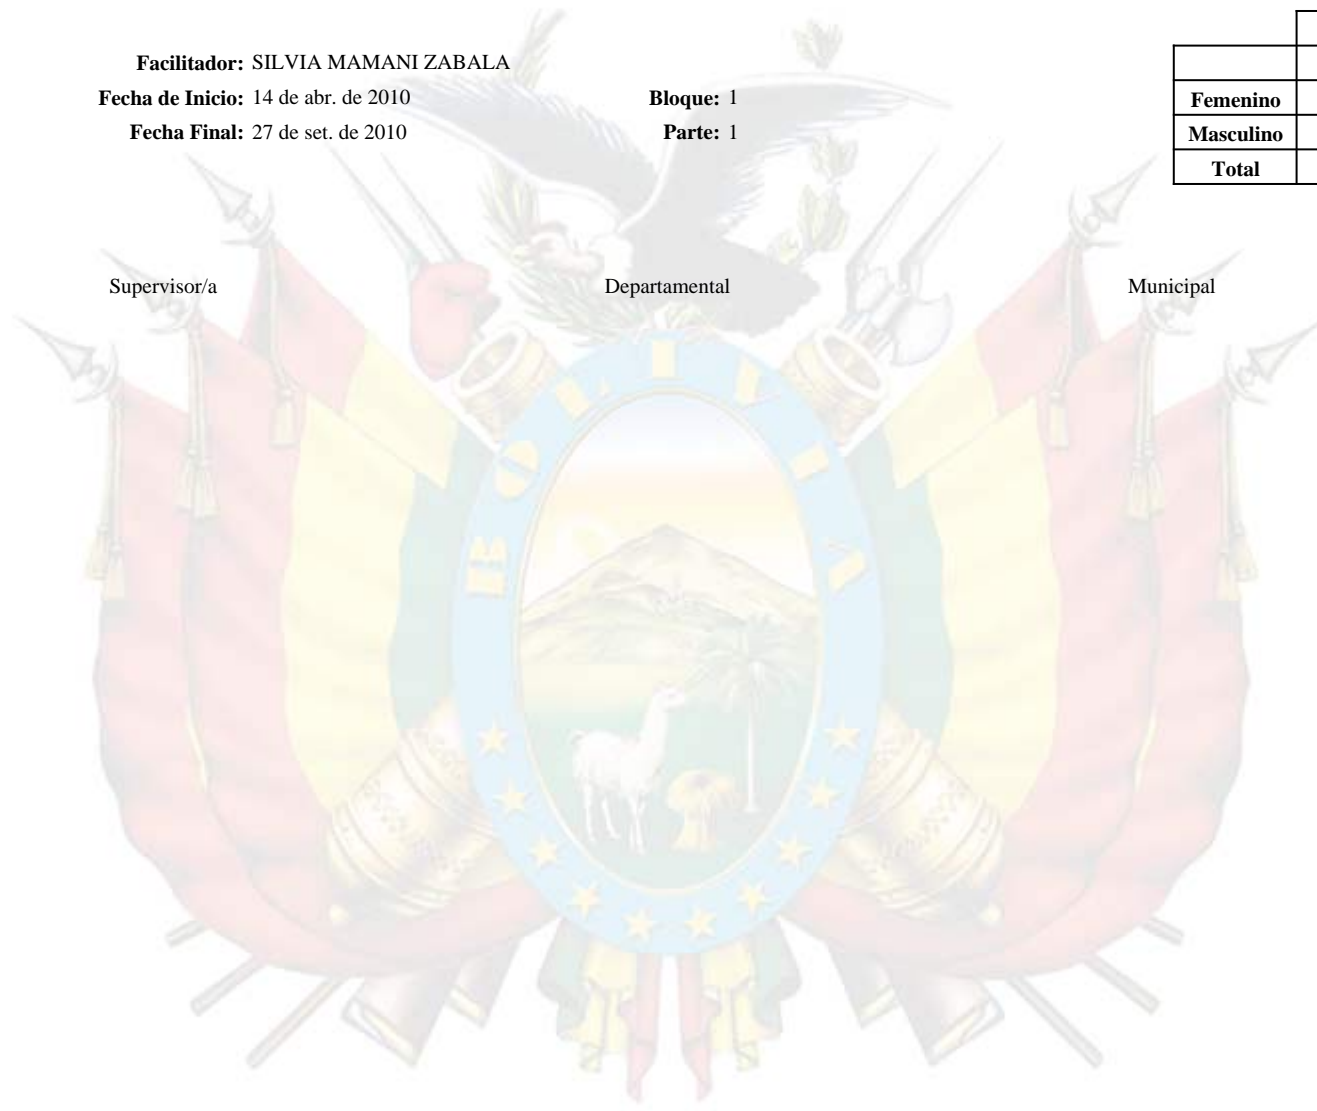 Facilitador: SILVIA MAMANI ZABALA
Fecha de Inicio: 14 de abr. de 2010 Bloque: 1
Fecha Final: 27 de set. de 2010 Parte: 1
Femenino
Masculino
Total
Supervisor/a Departamental Municipal
BOLIVIA